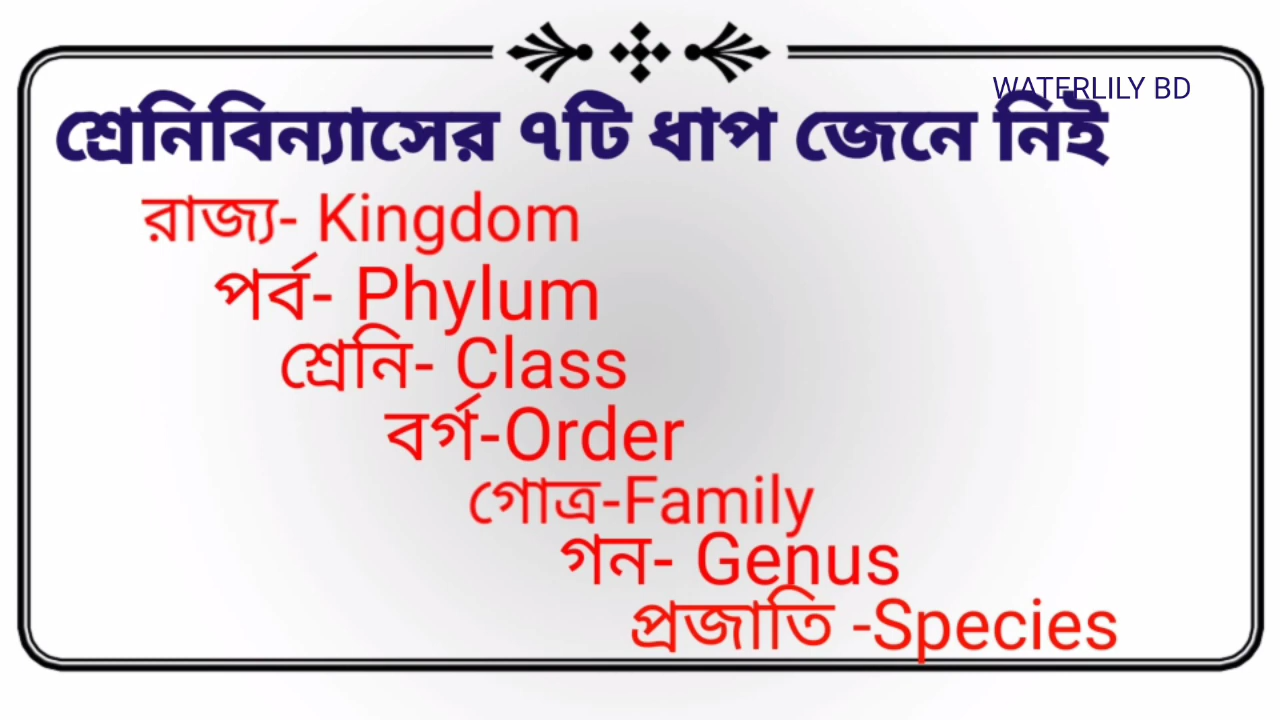 WATERLILY BD
শ্রেনিবিন্যাসের ৭টি ধাপ জেনে নিই
রাজ্য- Kingdom
পর্ব- Phylum
শ্রেনি- Class
বর্গ-Order
গোত্র-Family
গন- Genus
প্রজাতি -Species